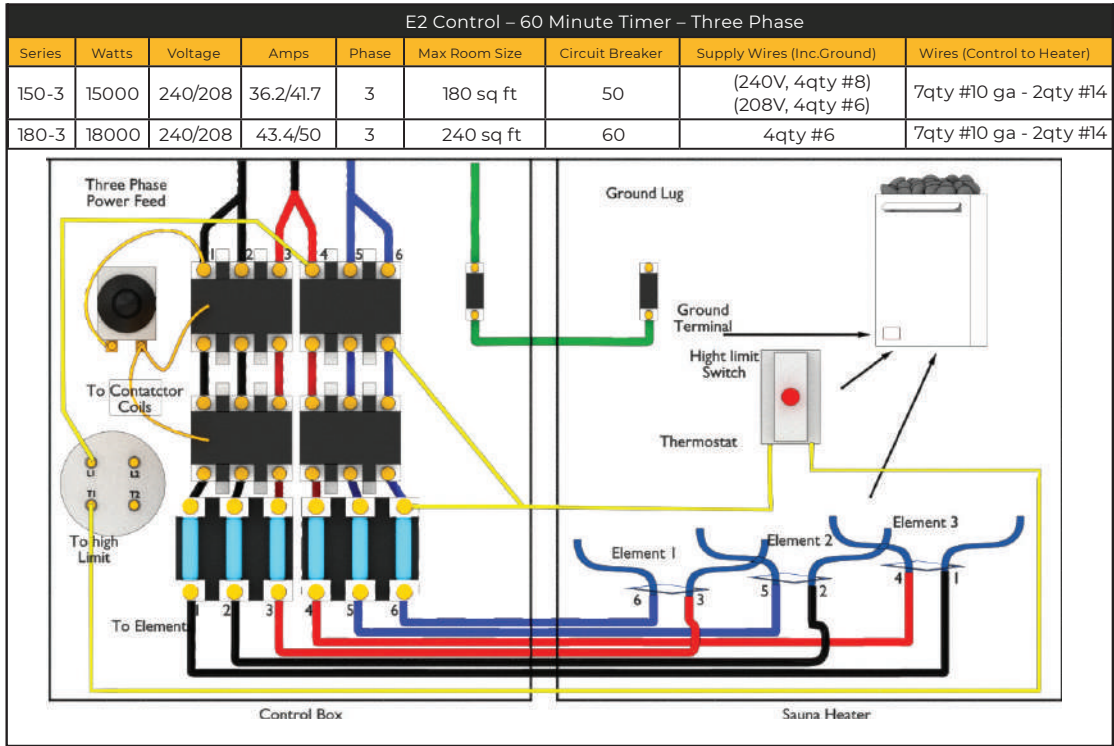 E2 Control – 60 Minute Timer – Three Phase
Series Watts Voltage Amps Phase Max Room Size Circuit Breaker Supply Wires (Inc.Ground) Wires (Control to Heater)
150-3 15000 240/208 36.2/41.7 3 180 sq ft 50 (240V, 4qty #8) 7qty #10 ga - 2qty #14
(208V, 4qty #6)
180-3 18000 240/208 43.4/50 3 240 sq ft 60 4qty #6 7qty #10 ga - 2qty #14
Three Phase
Power Feed
Ground Lug
1 2 3 4 5 6
Ground
Terminal
Hight limit
Switch
To Contatctor
Coils
Thermostat
L1 L2
T1 T2
To high
Limit
Element 1
Element 2
Element 3
6 3 5 2 4 1
1 2 3 4 5 6
To Element
Control Box
Sauna Heater